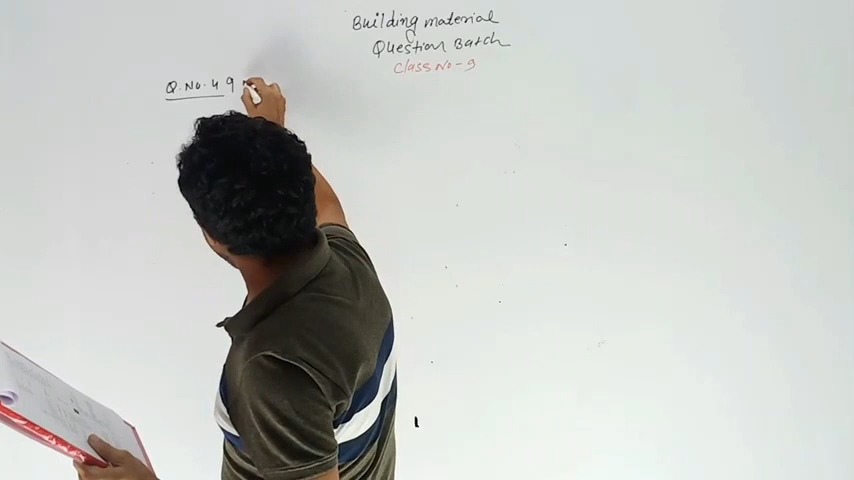 Building material
Question Batch
Class No - 9
Q. No. 49